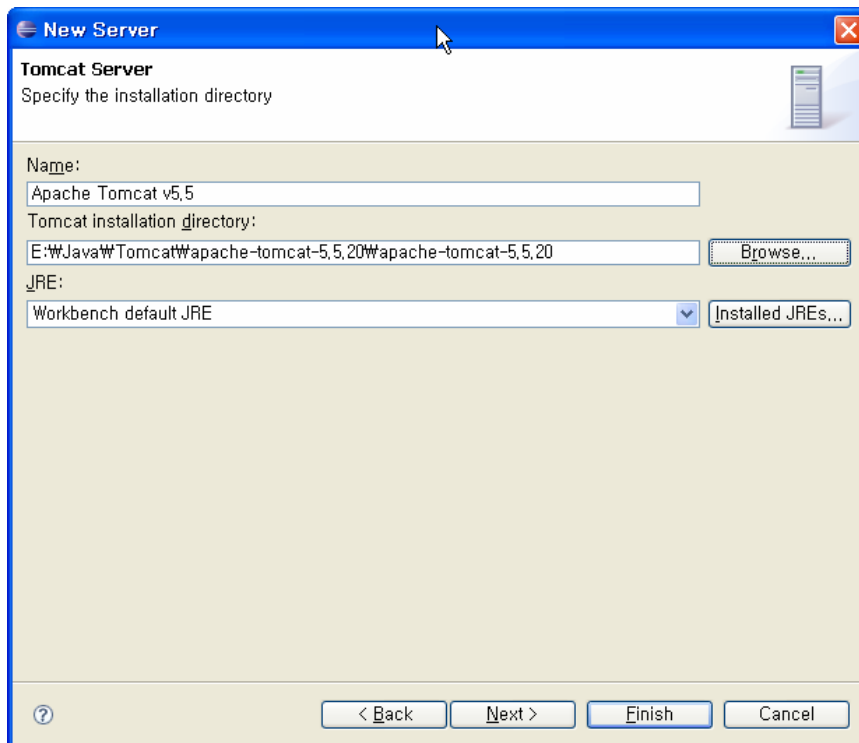 New Server
Tomcat Server
Specify the installation directory
Name:
Apache Tomcat v5.5
Tomcat installation directory:
E:₩Java₩Tomcat₩apache-tomcat-5.5.20₩apache-tomcat-5.5.20
Browse...
JRE:
Workbench default JRE
Installed JREs...
?
< Back
Next >
Finish
Cancel